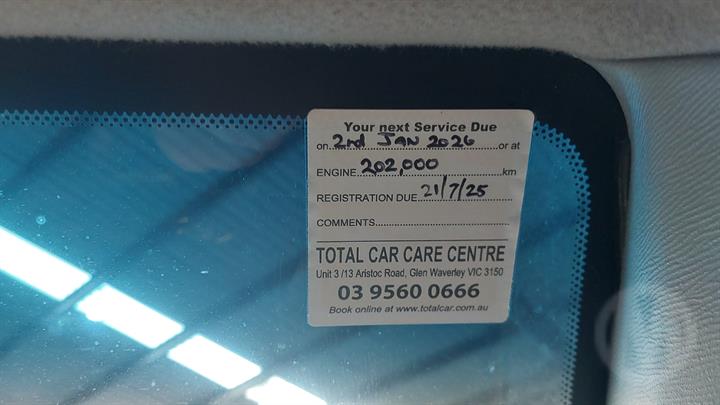 Your next Service Due
on 2nd JAN 2026 or at
ENGINE 202,000 km
REGISTRATION DUE 21/7/25
COMMENTS
TOTAL CAR CARE CENTRE
Unit 3 /13 Aristoc Road, Glen Waverley VIC 3150
03 9560 0666
Book online at www.totalcar.com.au